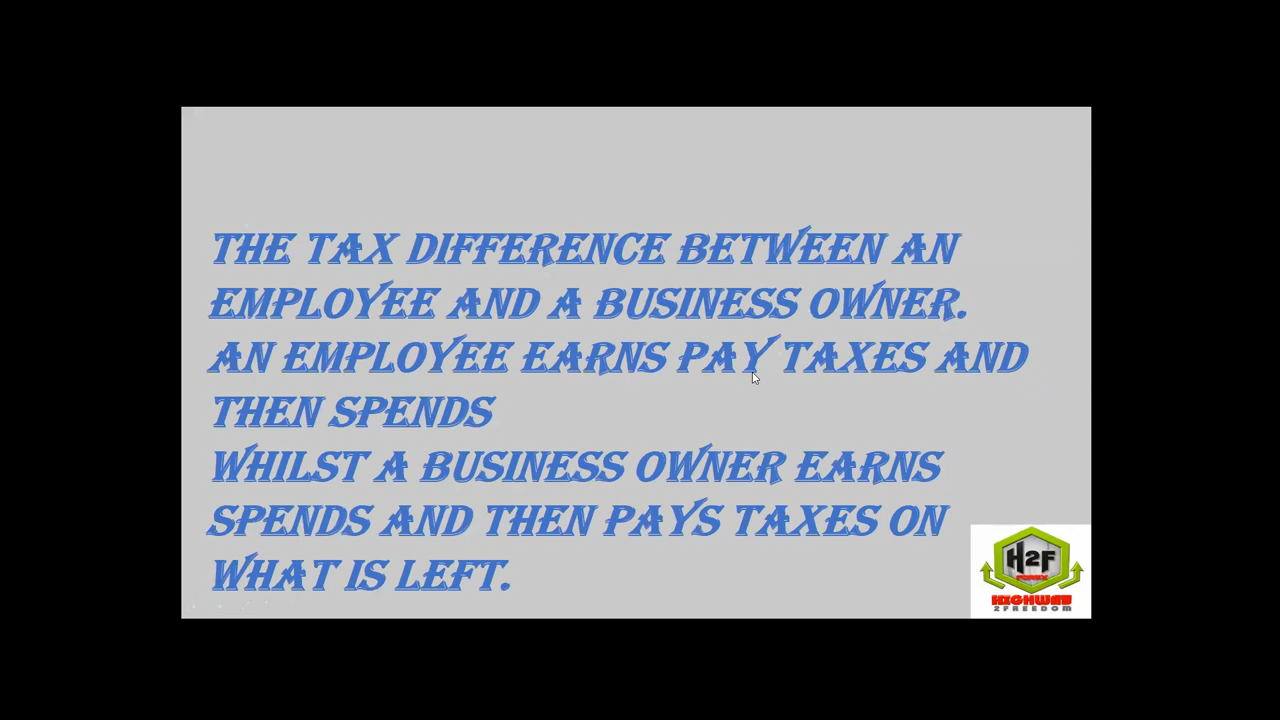 THE TAX DIFFERENCE BETWEEN AN
EMPLOYEE AND A BUSINESS OWNER.
AN EMPLOYEE EARNS PAY TAXES AND
THEN SPENDS
WHILST A BUSINESS OWNER EARNS
SPENDS AND THEN PAYS TAXES ON
WHAT IS LEFT.
H2F
FOREX
HIGHWAY
2FREEDOM